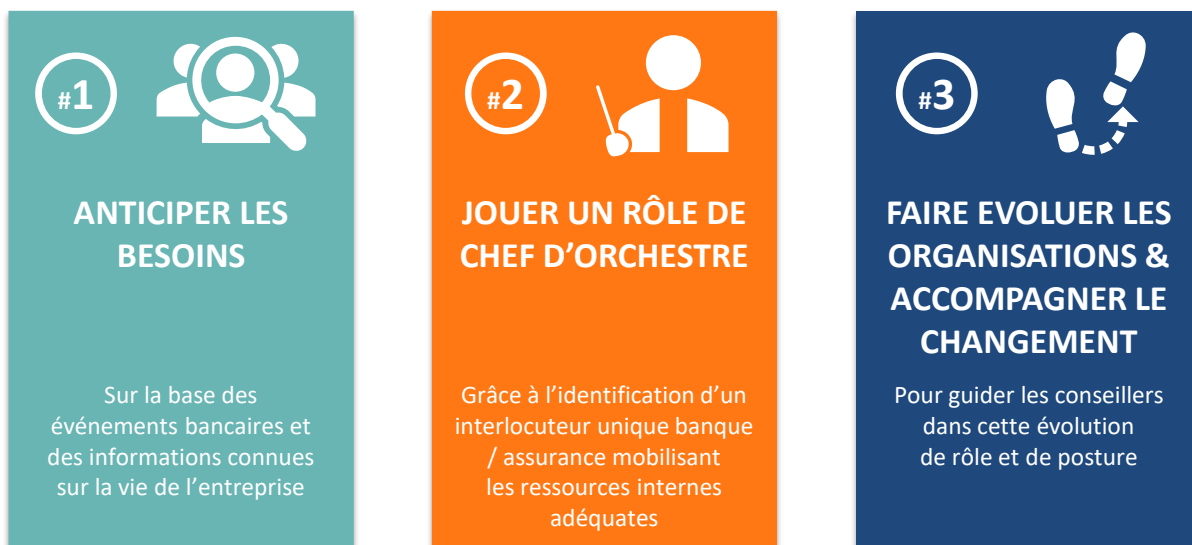 #1
ANTICIPER LES
BESOINS
Sur la base des
événements bancaires et
des informations connues
sur la vie de l’entreprise
#2
JOUER UN RÔLE DE
CHEF D’ORCHESTRE
Grâce à l’identification d’un
interlocuteur unique banque
/ assurance mobilisant
les ressources internes
adéquates
#3
FAIRE EVOLUER LES
ORGANISATIONS &
ACCOMPAGNER LE
CHANGEMENT
Pour guider les conseillers
dans cette évolution
de rôle et de posture